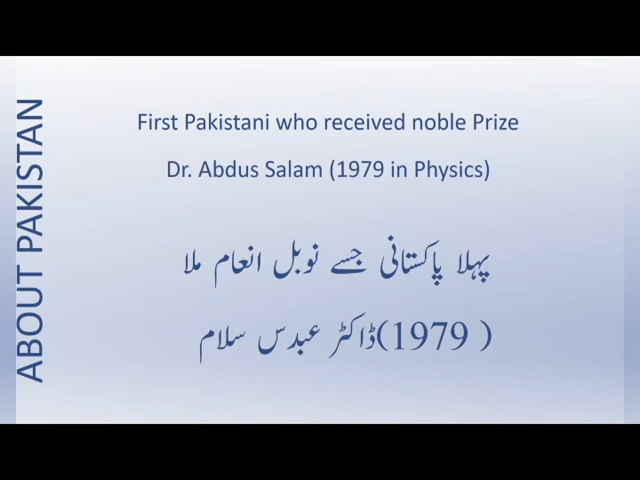 ABOUT PAKISTAN
First Pakistani who received noble Prize
Dr. Abdus Salam (1979 in Physics)
پہلا پاکستانی جسے نوبل انعام ملا
( 1979)ڈاکٹر عبدس سلام